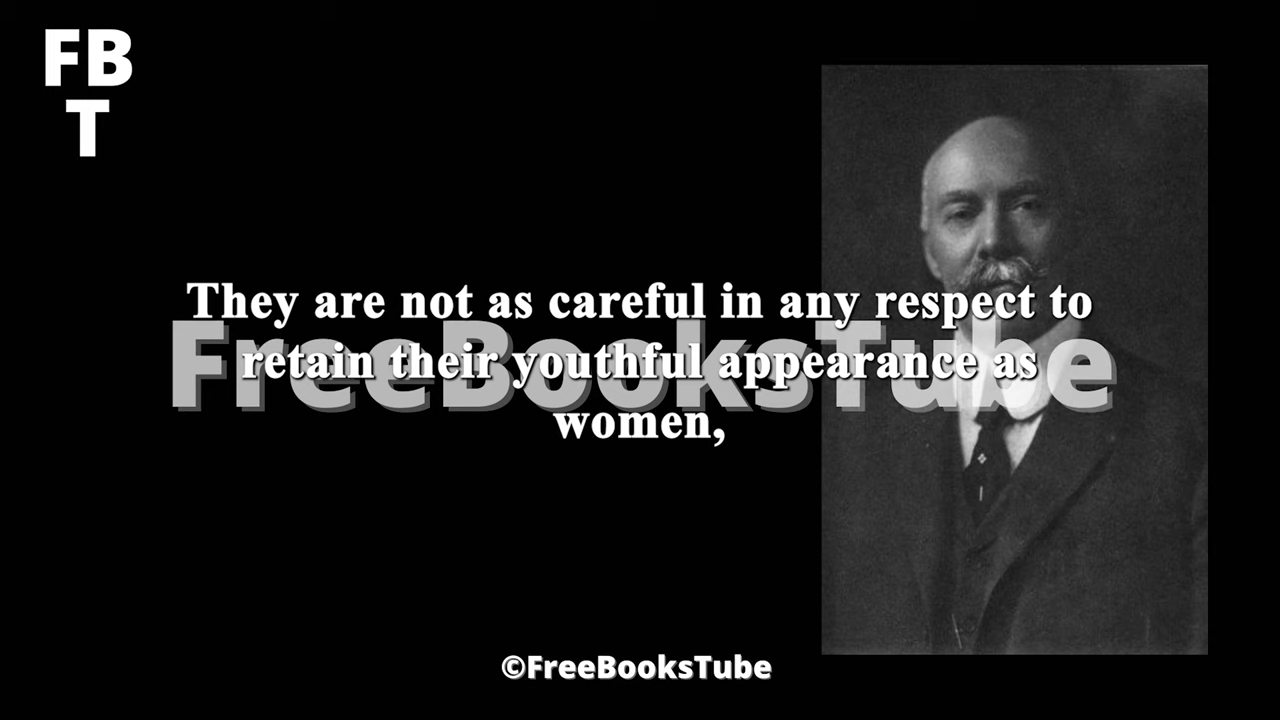 FB
T
They are not as careful in any respect to
retain their youthful appearance as
women,
FreeBooksTube
©FreeBooksTube